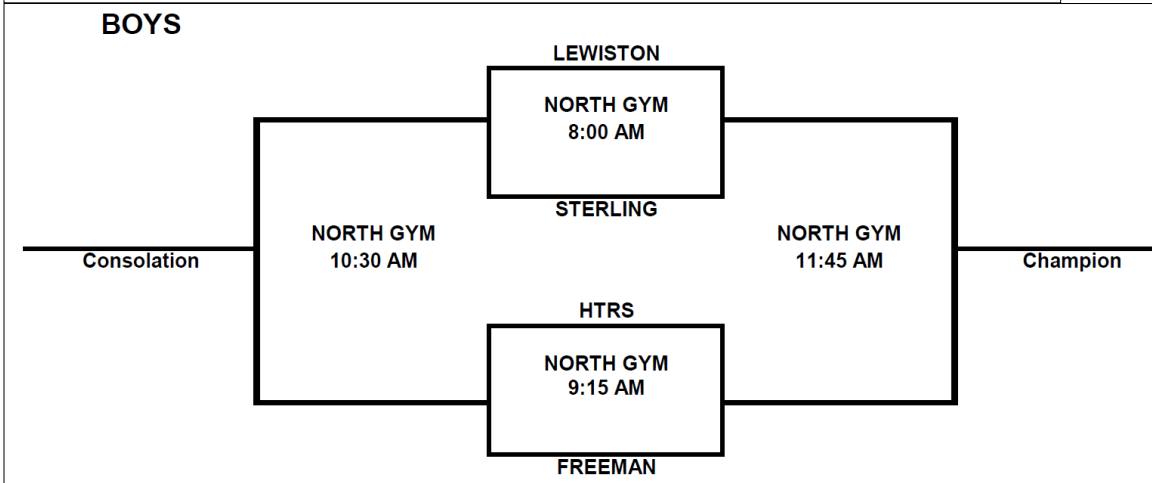 BOYS
LEWISTON
NORTH GYM
8:00 AM
STERLING
NORTH GYM
10:30 AM
NORTH GYM
11:45 AM
Consolation
Champion
HTRS
NORTH GYM
9:15 AM
FREEMAN